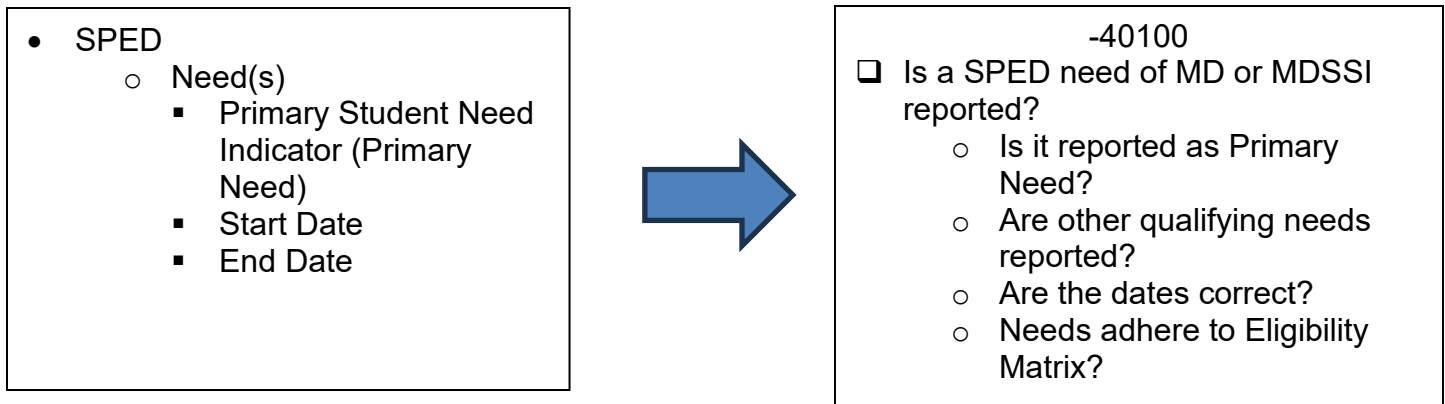 • SPED
o Need(s)
▪ Primary Student Need
Indicator (Primary
Need)
▪ Start Date
▪ End Date
-40100
❑ Is a SPED need of MD or MDSSI
reported?
o Is it reported as Primary
Need?
o Are other qualifying needs
reported?
o Are the dates correct?
o Needs adhere to Eligibility
Matrix?